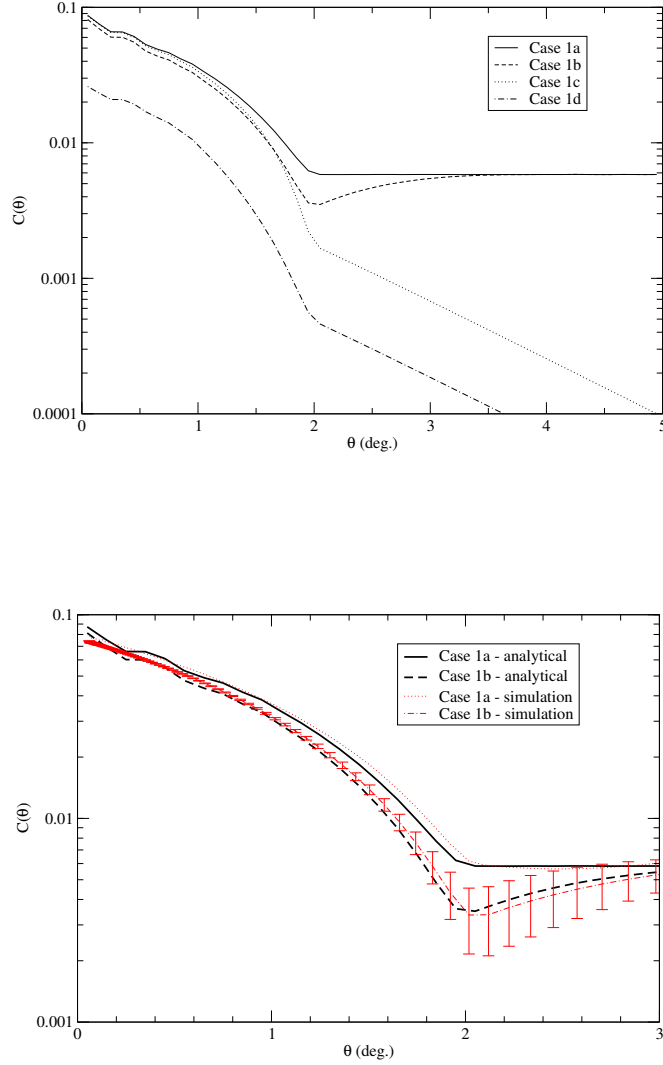 0.1
Case 1a
Case 1b
Case 1c
Case 1d
0.01
C(θ)
0.001
0.0001
0 1 2 3 4 5
θ (deg.)
0.1
Case 1a - analytical
Case 1b - analytical
Case 1a - simulation
Case 1b - simulation
C(θ)
0.01
0.001
0 1 2 3
θ (deg.)